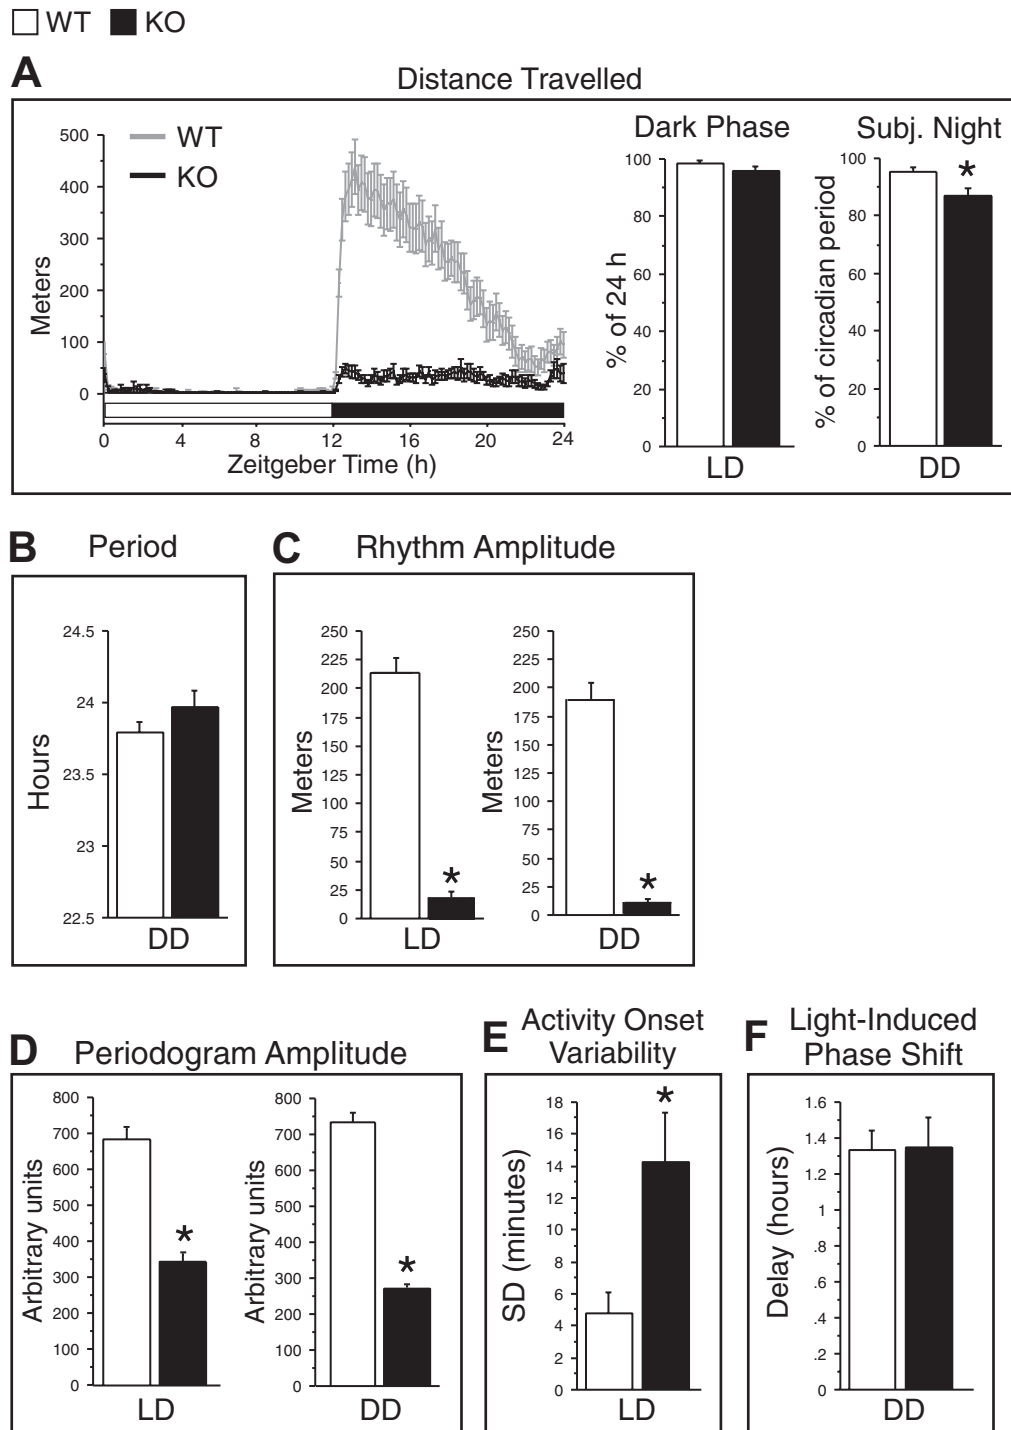 WT KO
A Distance Travelled
WT
KO
500
400
300
200
100
0
Meters
0 4 8 12 16 20 24
Zeitgeber Time (h)
Dark Phase
100
80
60
40
20
0
% of 24 h
LD
Subj. Night
100
80
60
40
20
0
% of circadian period
*
DD
B Period
24.5
24
23.5
23
22.5
Hours
DD
C Rhythm Amplitude
250
225
200
175
150
125
100
75
50
25
0
Meters
*
LD
250
225
200
175
150
125
100
75
50
25
0
Meters
*
DD
D Periodogram Amplitude
800
700
600
500
400
300
200
100
0
Arbitrary units
*
LD
800
700
600
500
400
300
200
100
0
Arbitrary units
*
DD
E Activity Onset
Variability
18
16
14
12
10
8
6
4
2
0
SD (minutes)
*
LD
F Light-Induced
Phase Shift
1.6
1.4
1.2
1
.8
.6
.4
.2
0
Delay (hours)
DD